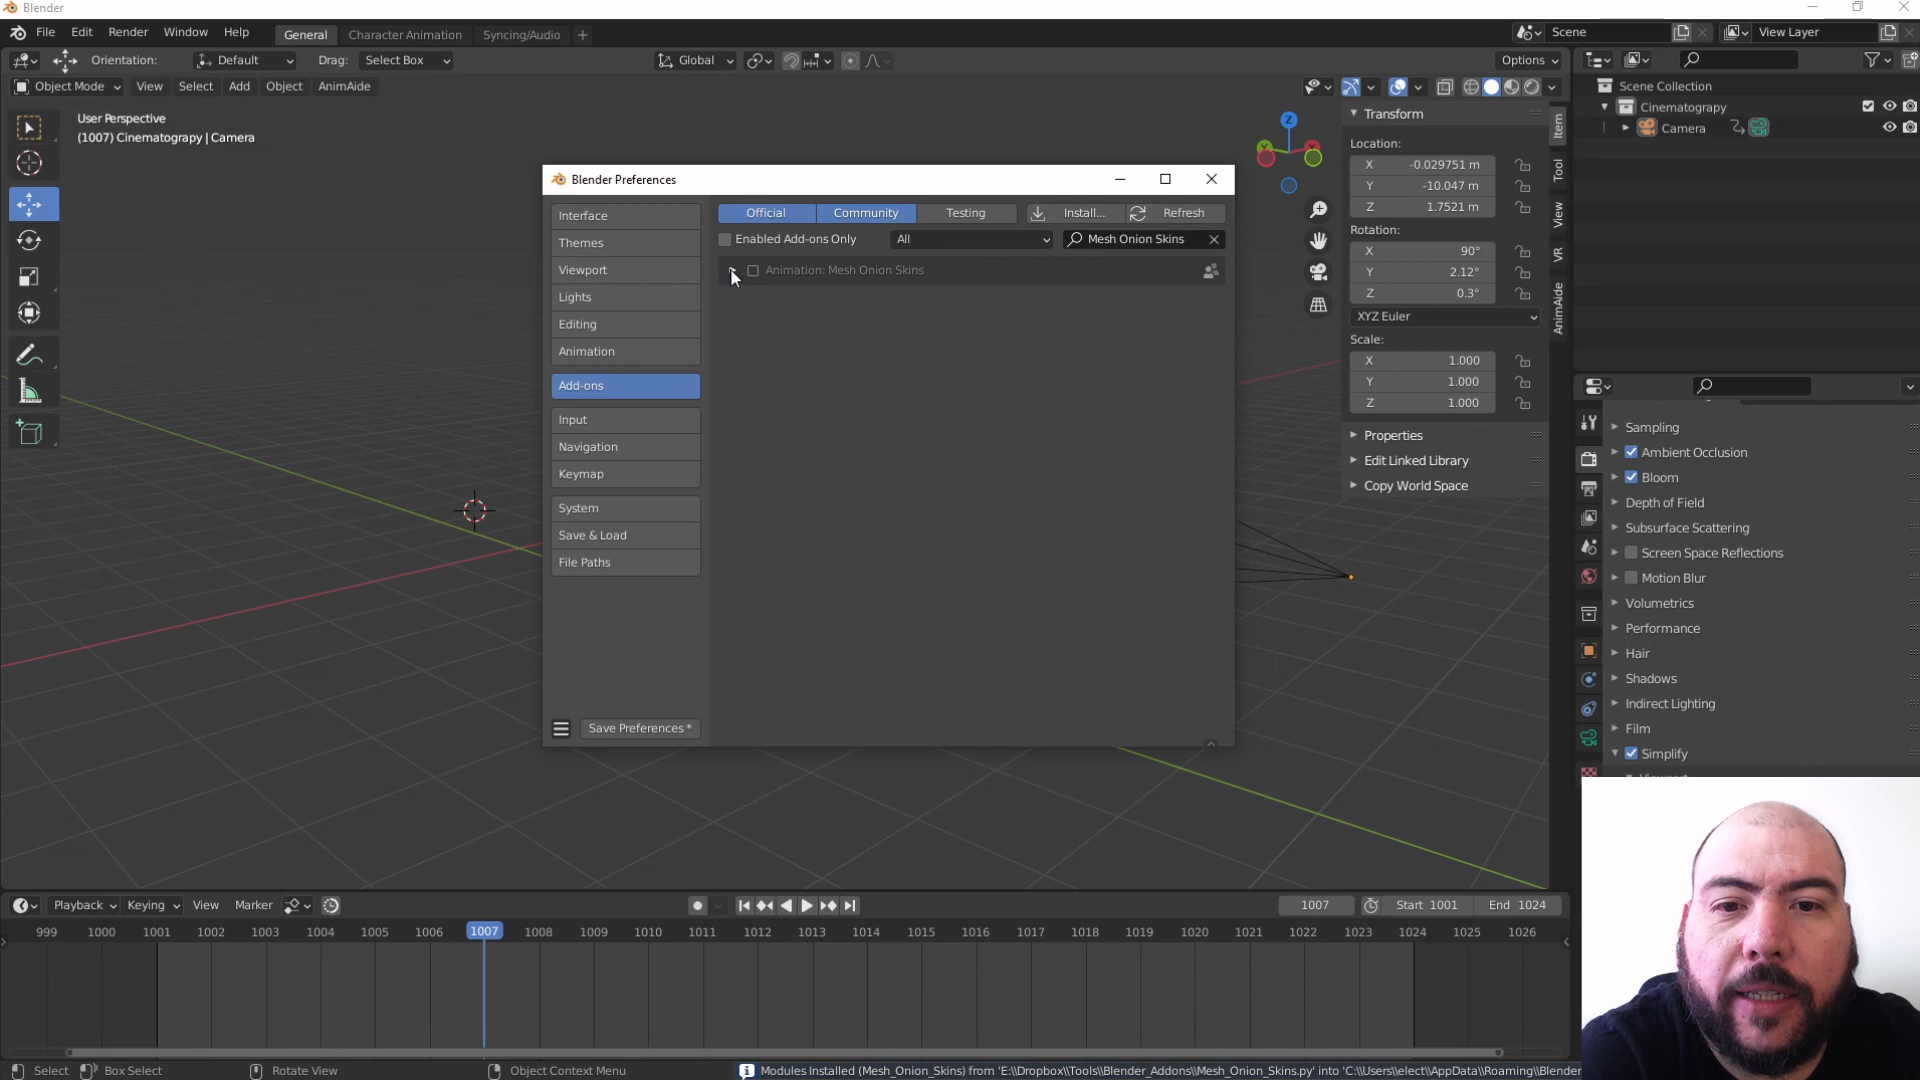 Blender
File Edit Render Window Help General Character Animation Syncing/Audio + Scene View Layer
Orientation: Default Drag: Select Box Global Options
Object Mode View Select Add Object AnimAide
User Perspective
(1007) Cinematograpy | Camera
Z
Transform
Location:
X -0.029751 m
Y -10.047 m
Z 1.7521 m
Rotation:
X 90°
Y 2.12°
Z 0.3°
XYZ Euler
Scale:
X 1.000
Y 1.000
Z 1.000
Properties
Edit Linked Library
Copy World Space
Item
Tool
View
VR
AnimAide
Scene Collection
Cinematograpy
Camera
Sampling
Ambient Occlusion
Bloom
Depth of Field
Subsurface Scattering
Screen Space Reflections
Motion Blur
Volumetrics
Performance
Hair
Shadows
Indirect Lighting
Film
Simplify
Blender Preferences
Interface
Themes
Viewport
Lights
Editing
Animation
Add-ons
Input
Navigation
Keymap
System
Save & Load
File Paths
Save Preferences *
Official Community Testing Install... Refresh
Enabled Add-ons Only All Mesh Onion Skins
Animation: Mesh Onion Skins
Playback Keying View Marker 1007 Start 1001 End 1024
999 1000 1001 1002 1003 1004 1005 1006 1007 1008 1009 1010 1011 1012 1013 1014 1015 1016 1017 1018 1019 1020 1021 1022 1023 1024 1025 1026
Select Box Select Rotate View Object Context Menu Modules Installed (Mesh_Onion_Skins) from 'E:\\Dropbox\\Tools\\Blender_Addons\\Mesh_Onion_Skins.py' into 'C:\\Users\\elect\\AppData\\Roaming\\Blender